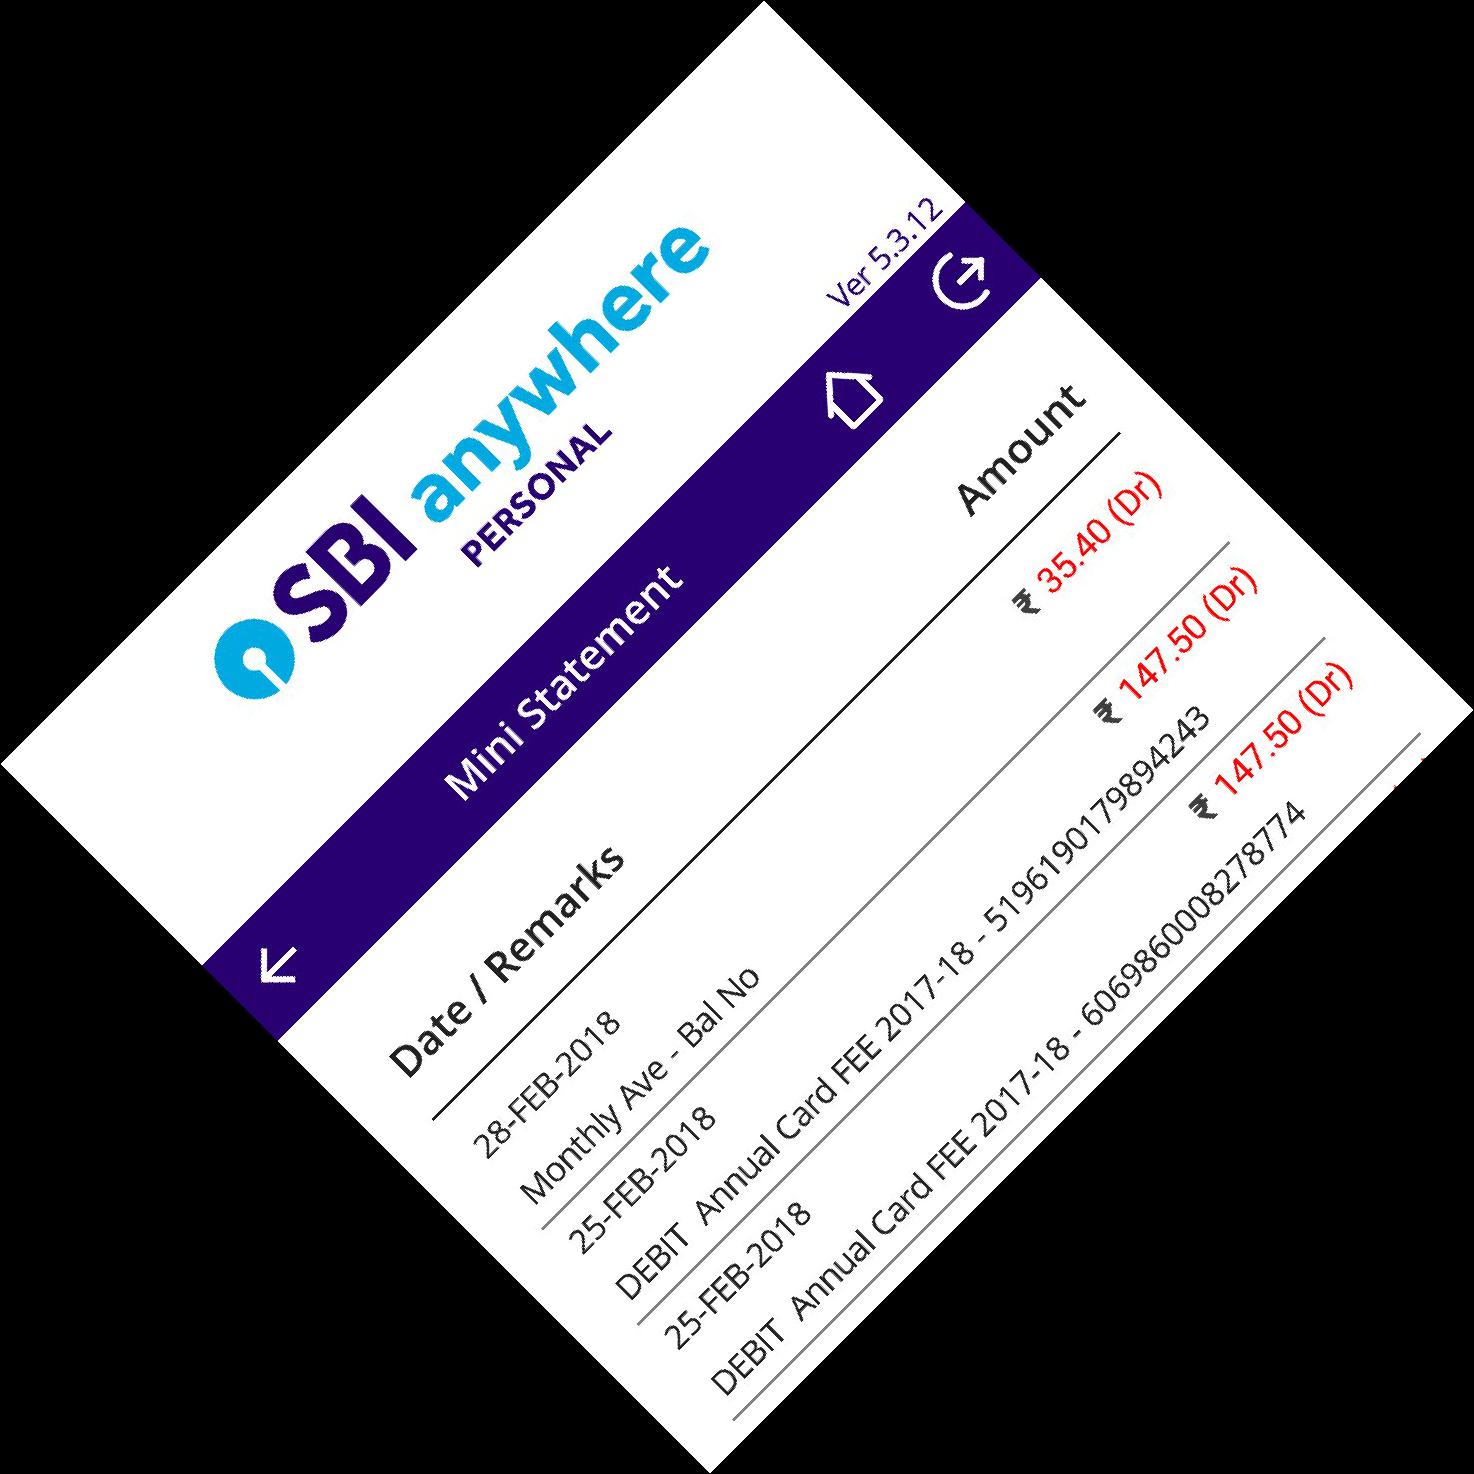 SBI anywhere
PERSONAL
Ver 5.3.12
Mini Statement
Date / Remarks Amount
28-FEB-2018 ₹ 35.40 (Dr)
Monthly Ave - Bal No
25-FEB-2018 ₹ 147.50 (Dr)
DEBIT Annual Card FEE 2017-18 - 5196190179894243
25-FEB-2018 ₹ 147.50 (Dr)
DEBIT Annual Card FEE 2017-18 - 6069860008278774